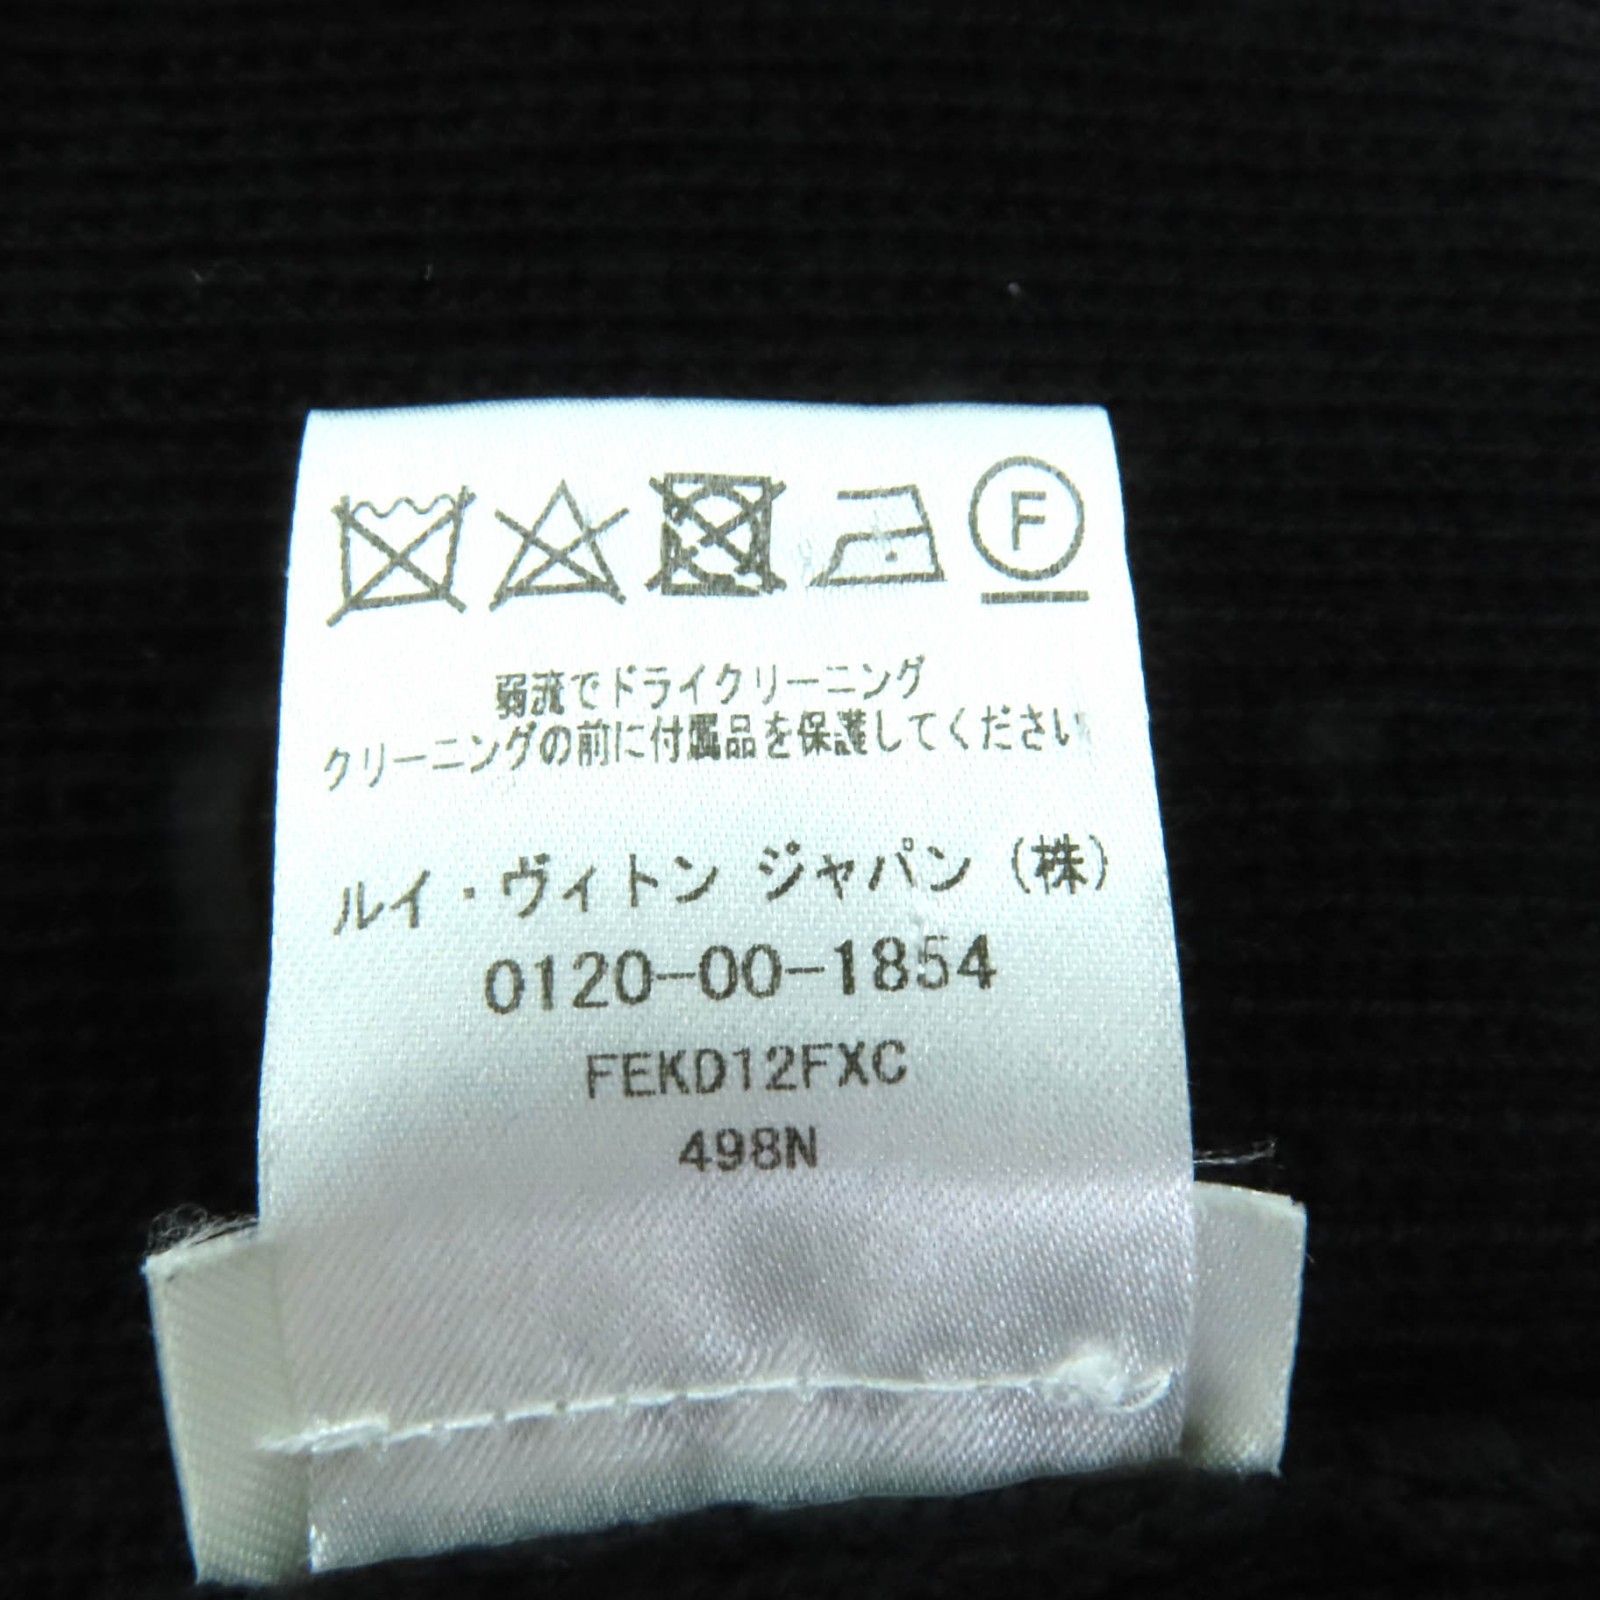 F
弱流でドライクリーニング
クリーニングの前に付属品を保護してください
ルイ・ヴィトン ジャパン (株)
0120-00-1854
FEKD12FXC
498N